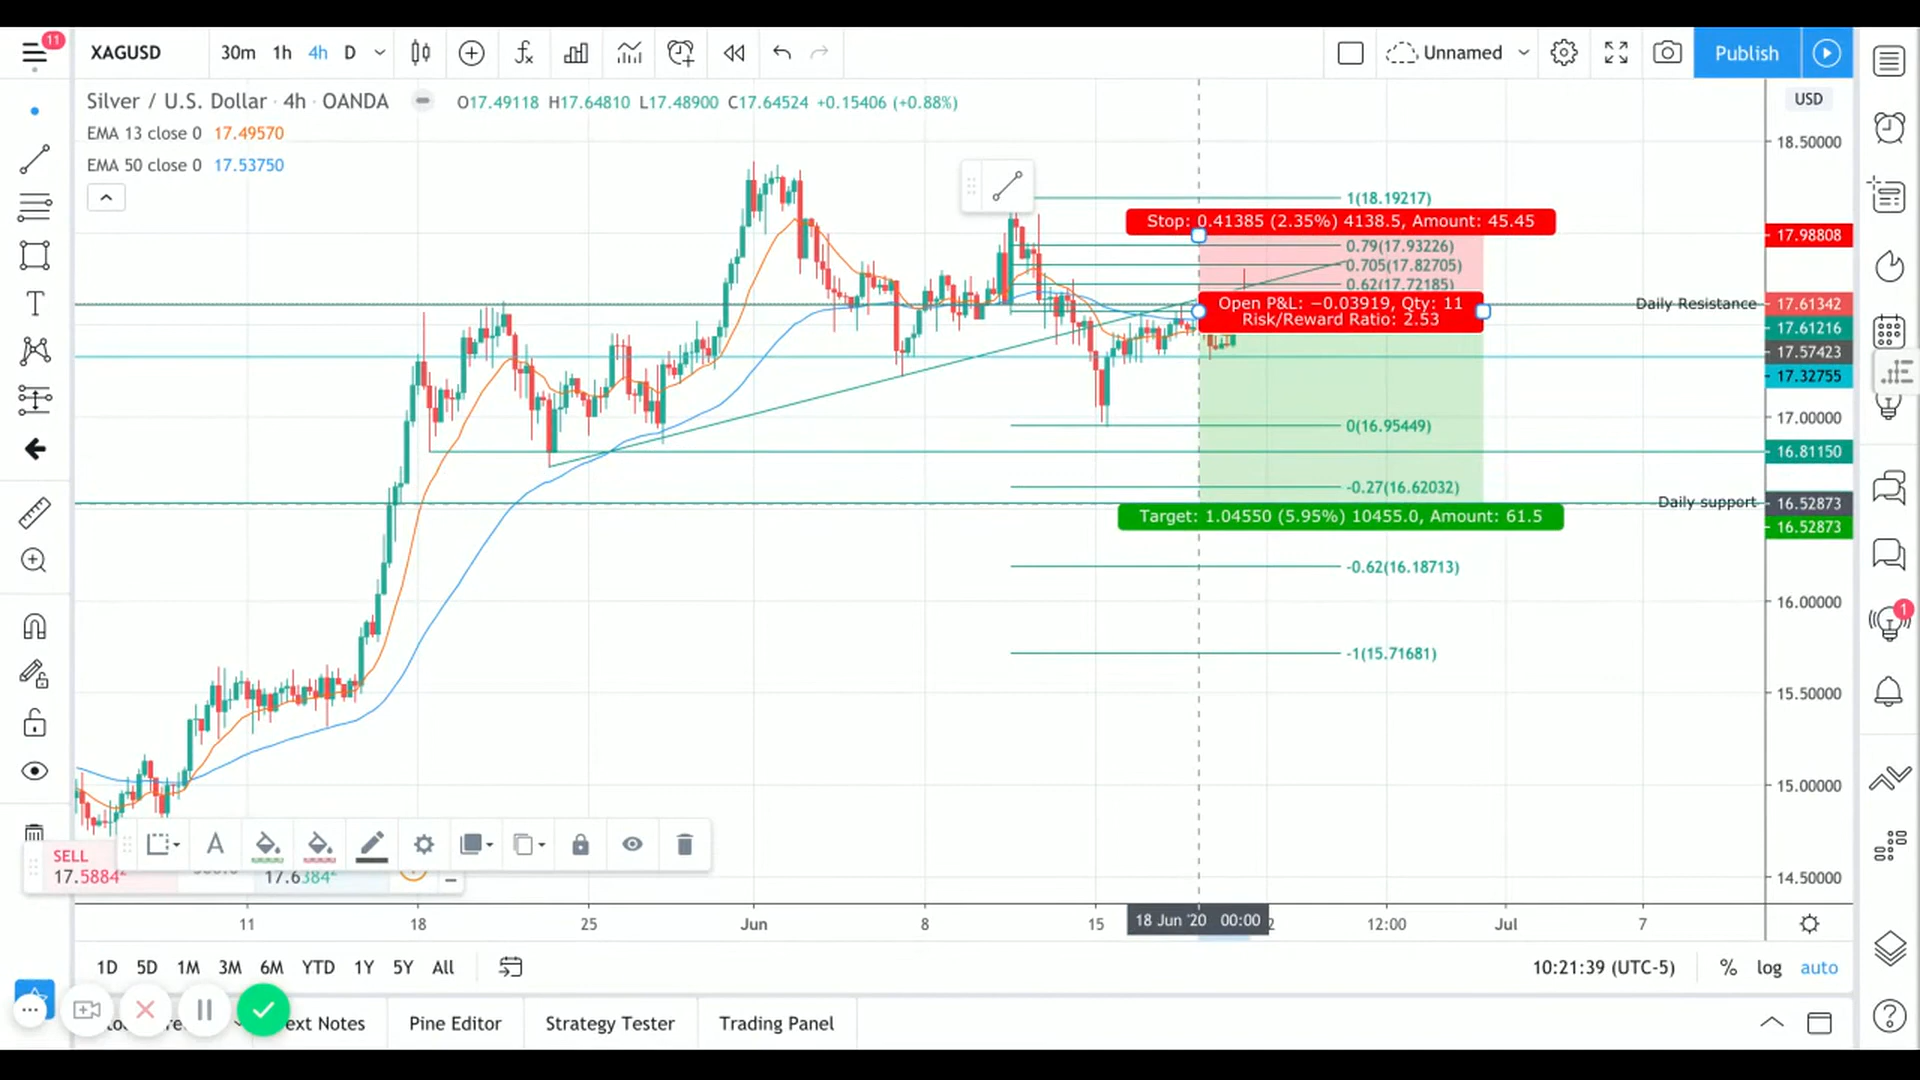 11
XAGUSD
30m 1h 4h D
Unnamed
Publish
Silver / U.S. Dollar · 4h · OANDA
O17.49118 H17.64810 L17.48900 C17.64524 +0.15406 (+0.88%)
EMA 13 close 0 17.49570
EMA 50 close 0 17.53750
USD
18.50000
1(18.19217)
Stop: 0.41385 (2.35%) 4138.5, Amount: 45.45
17.98808
0.79(17.93226)
0.705(17.82705)
0.62(17.72185)
Open P&L: −0.03919, Qty: 11
Risk/Reward Ratio: 2.53
Daily Resistance
17.61342
17.61216
17.57423
17.32755
17.00000
0(16.95449)
16.81150
-0.27(16.62032)
Daily support
16.52873
16.52873
Target: 1.04550 (5.95%) 10455.0, Amount: 61.5
-0.62(16.18713)
16.00000
1
-1(15.71681)
15.50000
15.00000
14.50000
T
A
SELL
17.5884
17.6384
11 18 25 Jun 8 15 18 Jun '20 00:00 2 12:00 Jul 7
1D 5D 1M 3M 6M YTD 1Y 5Y All
10:21:39 (UTC-5) % log auto
ext Notes Pine Editor Strategy Tester Trading Panel